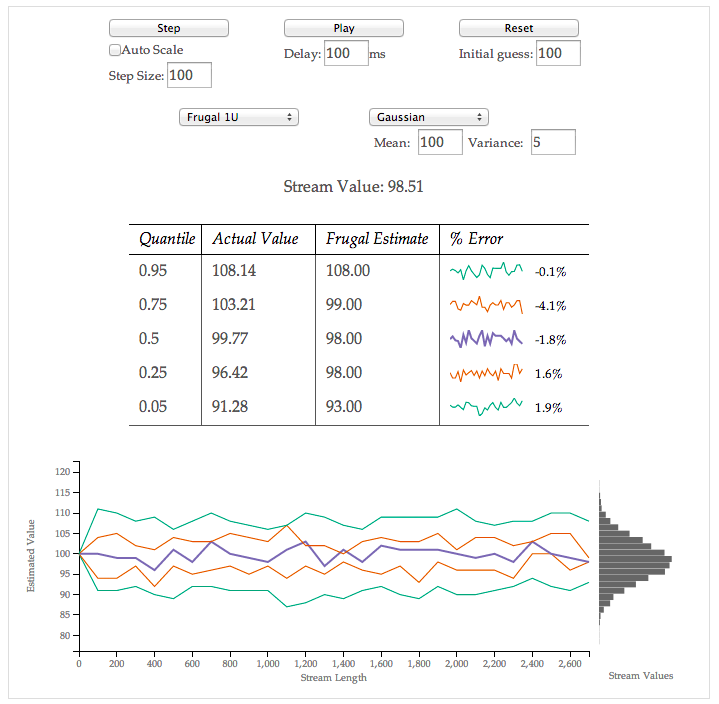 Step Play Reset
Auto Scale Delay: 100 ms Initial guess: 100
Step Size: 100
Frugal 1U Gaussian
Mean: 100 Variance: 5
Stream Value: 98.51
Quantile Actual Value Frugal Estimate % Error
0.95 108.14 108.00 -0.1%
0.75 103.21 99.00 -4.1%
0.5 99.77 98.00 -1.8%
0.25 96.42 98.00 1.6%
0.05 91.28 93.00 1.9%
120
115
110
105
100
95
90
85
80
Estimated Value
0 200 400 600 800 1,000 1,200 1,400 1,600 1,800 2,000 2,200 2,400 2,600
Stream Length
Stream Values